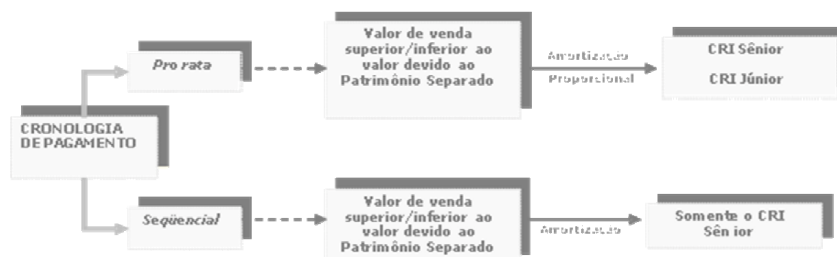 Valor de venda
superior/inferior ao
valor devido ao
Patrimônio Separado
Pro rata
Amortização
Proporcional
CRI Sênior
CRI Júnior
CRONOLOGIA
DE PAGAMENTO
Seqüencial
Valor de venda
superior/inferior ao
valor devido ao
Patrimônio Separado
Amortização
Somente o CRI
Sênior